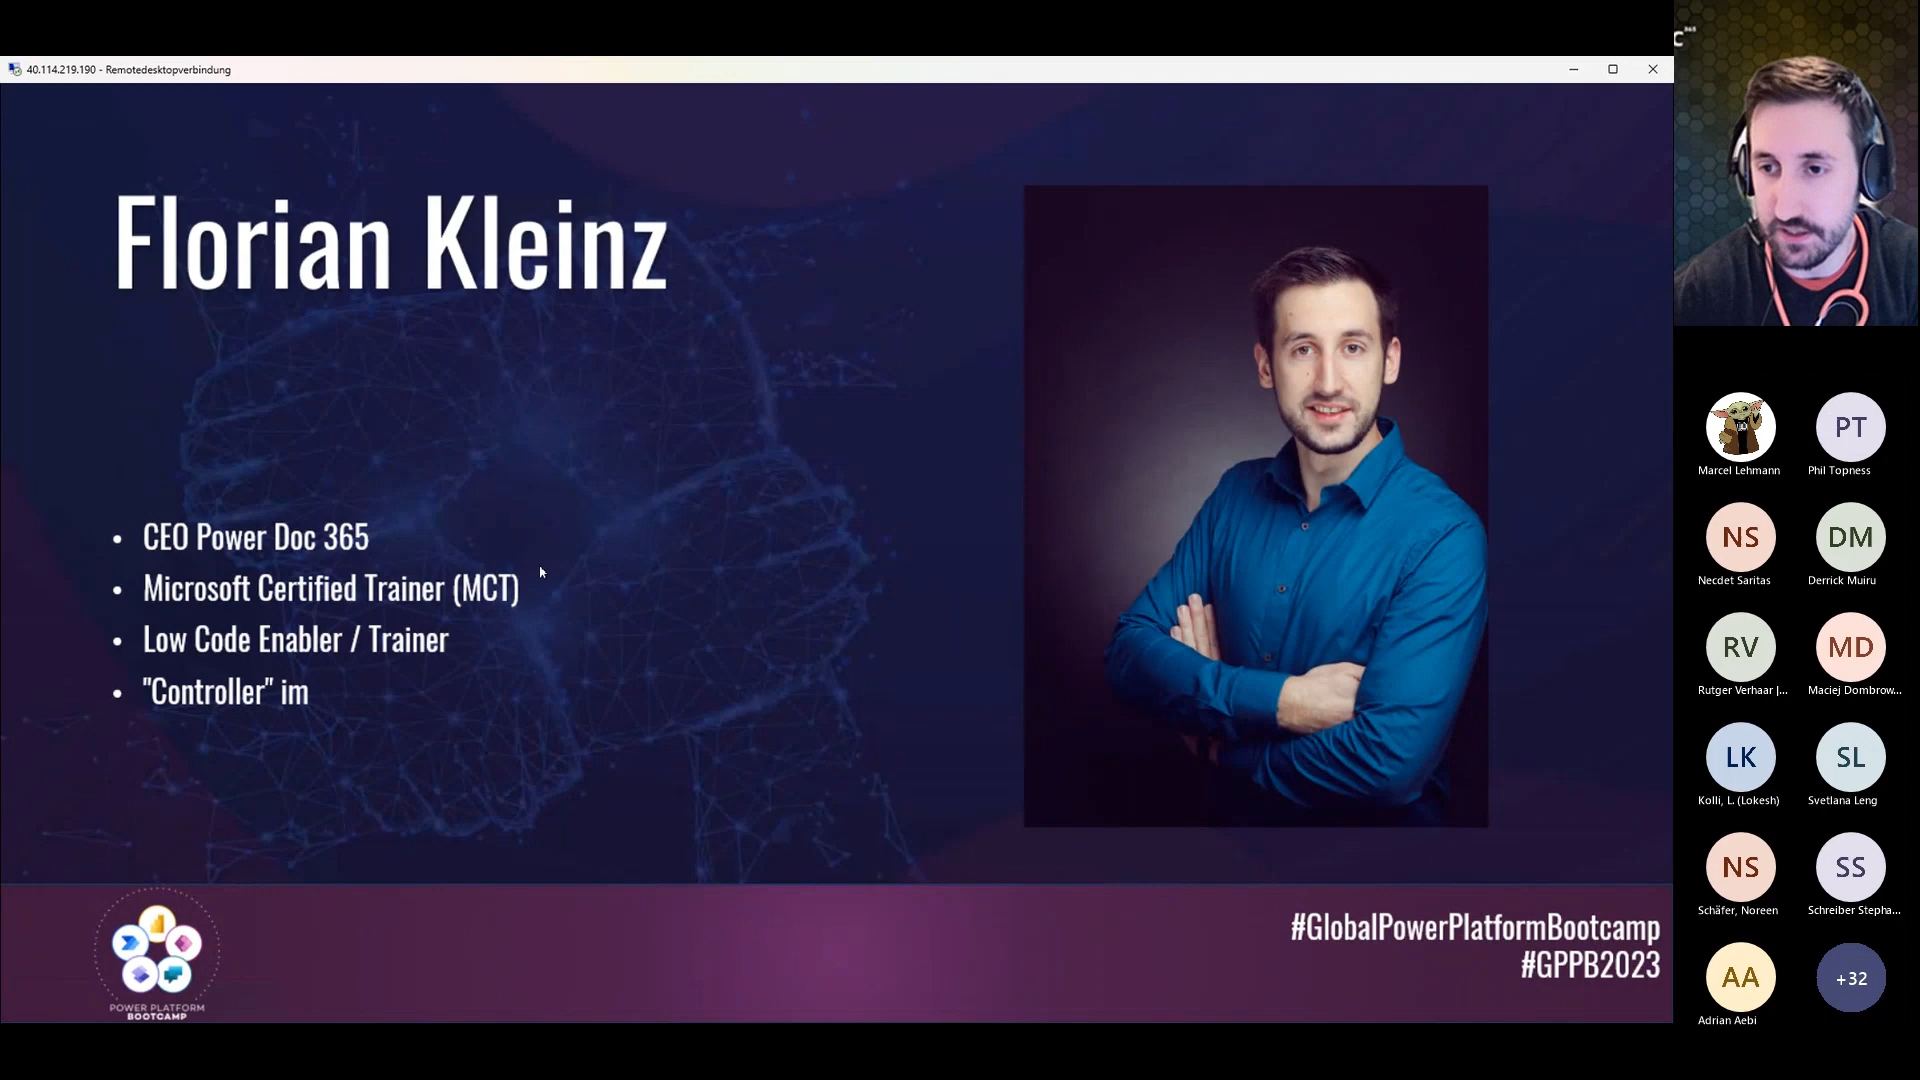 40.114.219.190 - Remotedesktopverbindung
Florian Kleinz
• CEO Power Doc 365
• Microsoft Certified Trainer (MCT)
• Low Code Enabler / Trainer
• "Controller" im
#GlobalPowerPlatformBootcamp
#GPPB2023
POWER PLATFORM
BOOTCAMP
C365
Marcel Lehmann
PT
Phil Topness
NS
Necdet Saritas
DM
Derrick Muiru
RV
Rutger Verhaar |...
MD
Maciej Dombrow...
LK
Kolli, L. (Lokesh)
SL
Svetlana Leng
NS
Schäfer, Noreen
SS
Schreiber Stepha...
AA
Adrian Aebi
+32